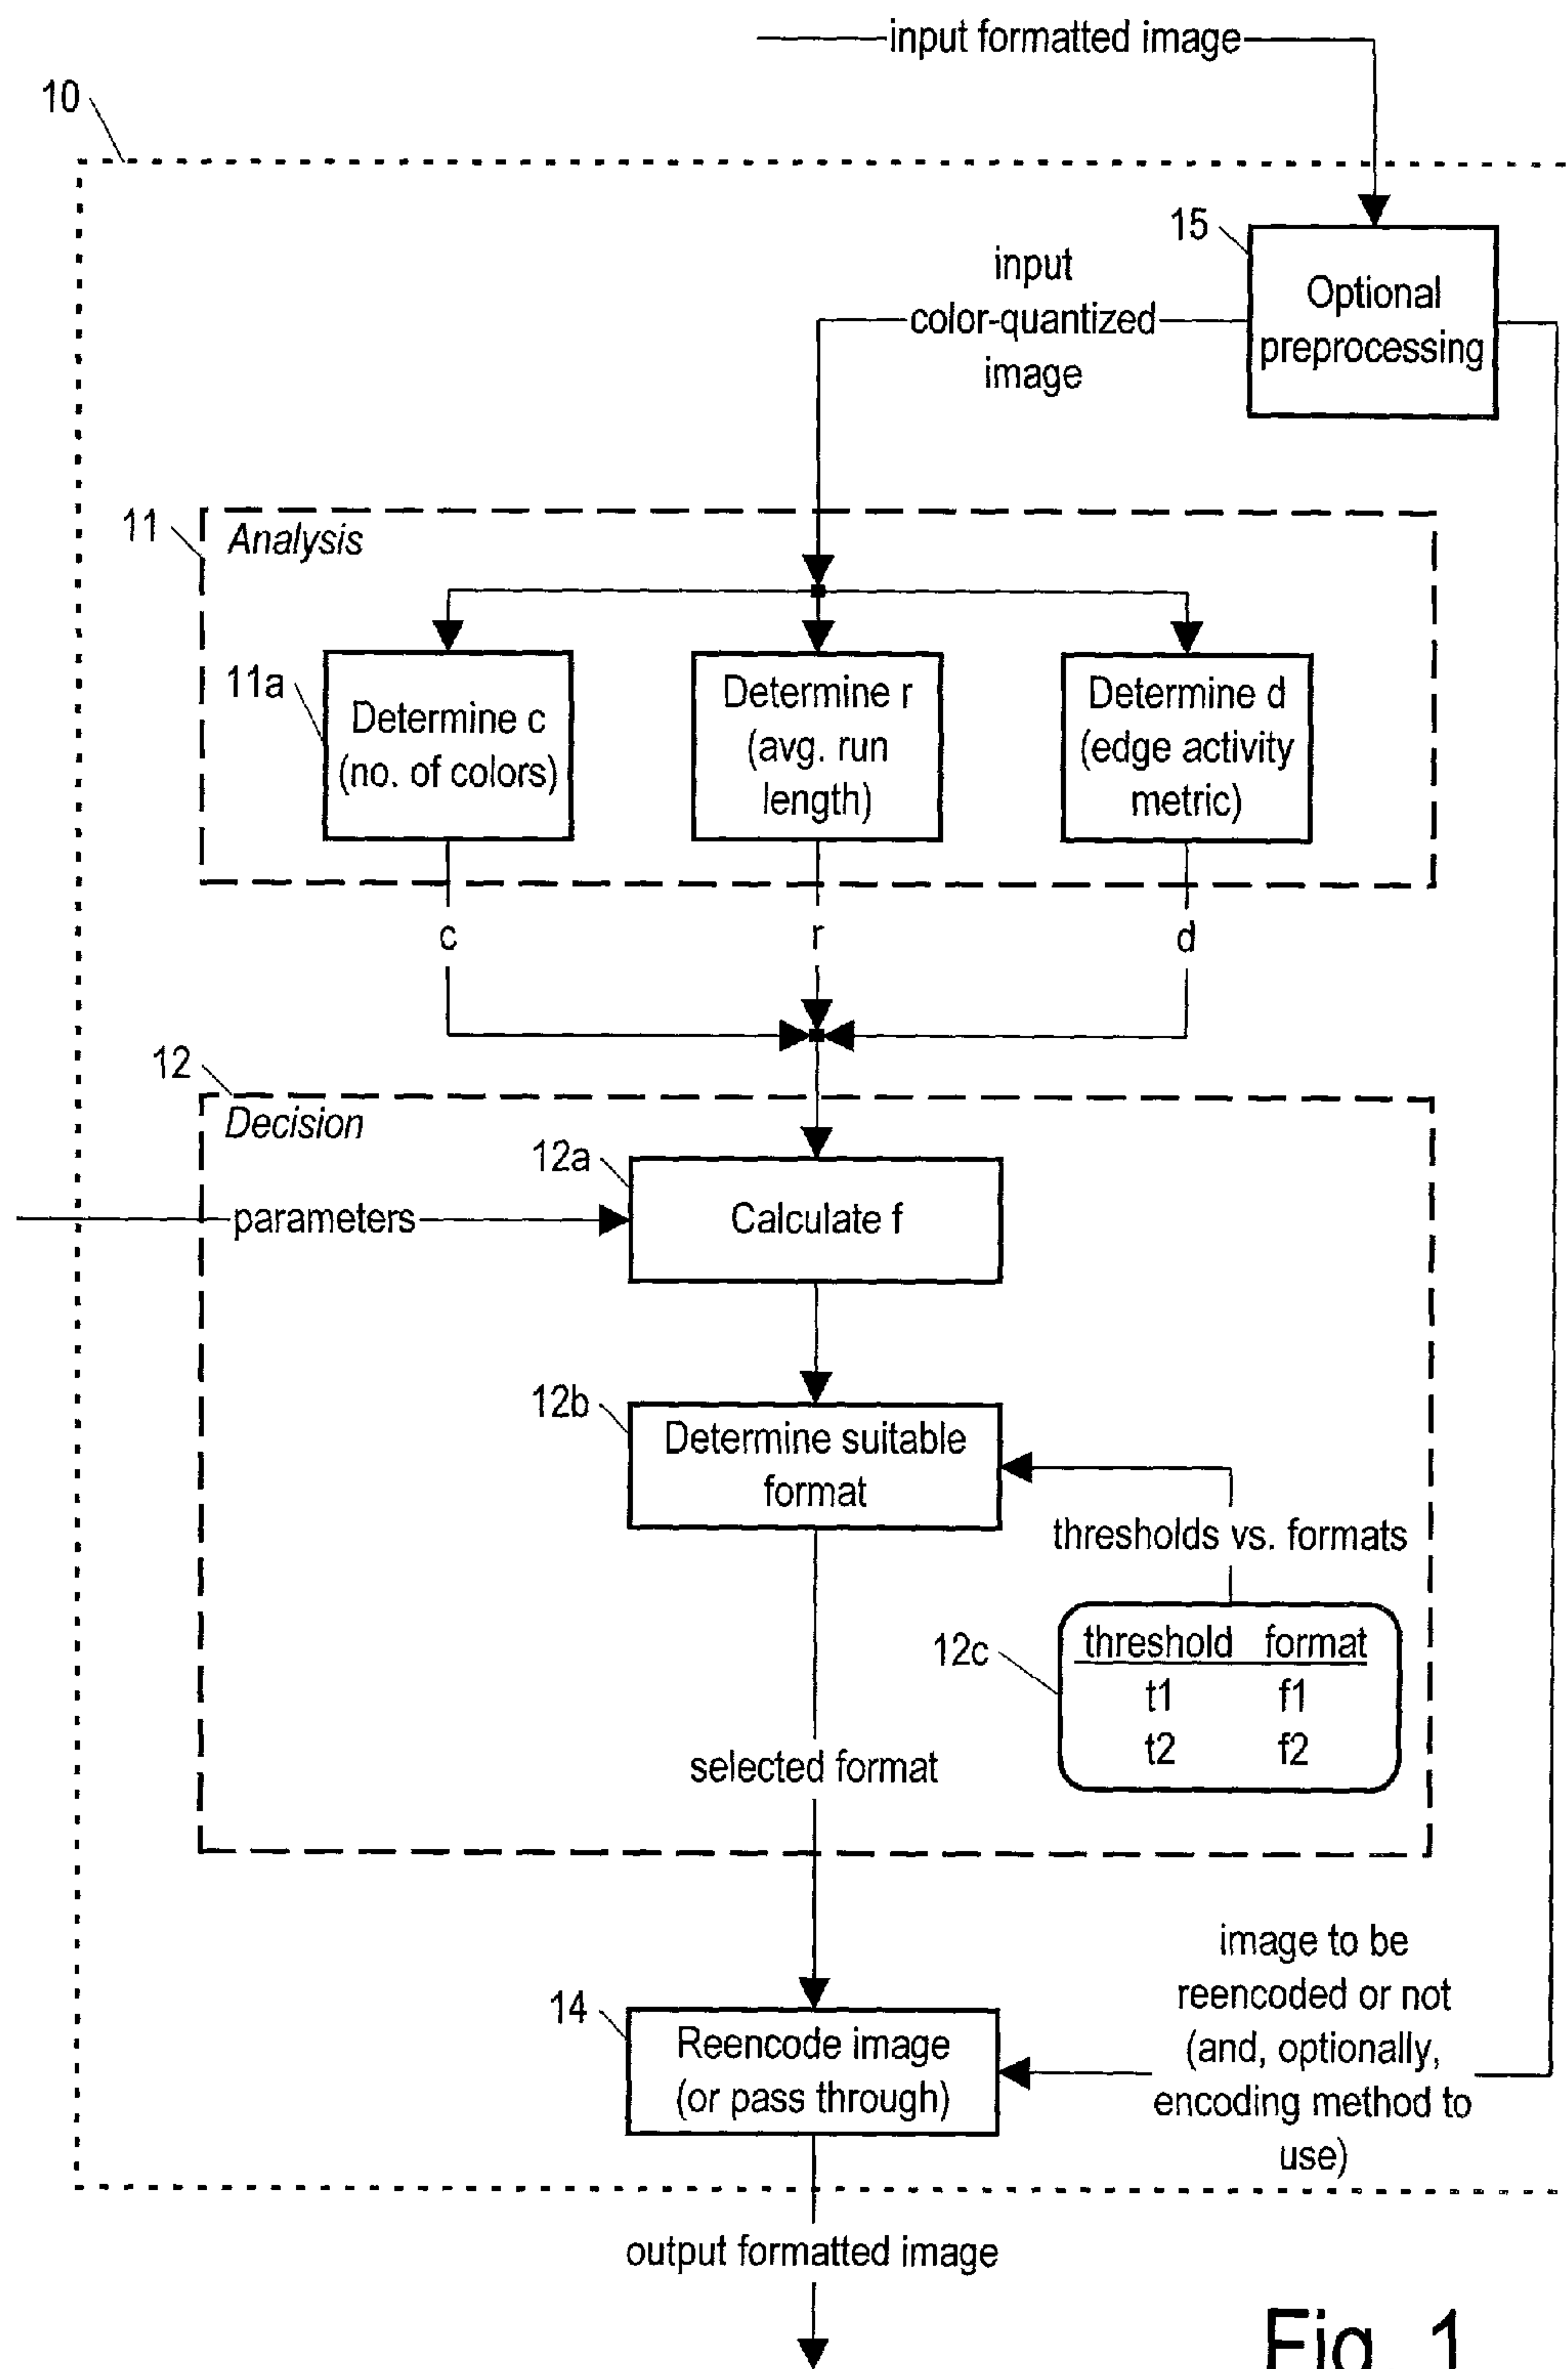 input formatted image
10
15
input
color-quantized
image
Optional
preprocessing
11
Analysis
11a
Determine c
(no. of colors)
Determine r
(avg. run
length)
Determine d
(edge activity
metric)
c
r
d
12
Decision
12a
parameters
Calculate f
12b
Determine suitable
format
thresholds vs. formats
12c
threshold format
t1 f1
t2 f2
selected format
image to be
reencoded or not
(and, optionally,
encoding method to
use)
14
Reencode image
(or pass through)
output formatted image
Fig. 1